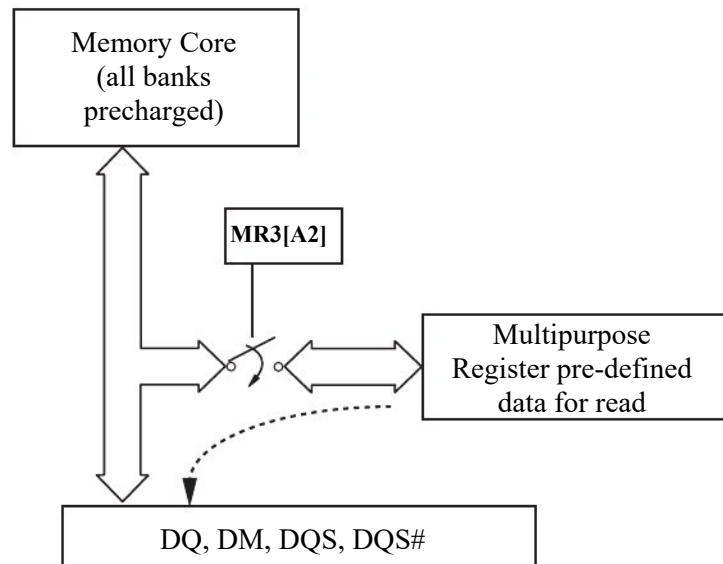 Memory Core
(all banks
precharged)
MR3[A2]
Multipurpose
Register pre-defined
data for read
DQ, DM, DQS, DQS#